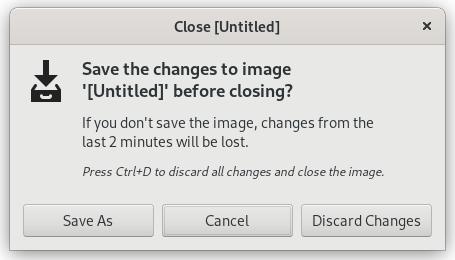 Close [Untitled]
Save the changes to image
'[Untitled]' before closing?
If you don't save the image, changes from the
last 2 minutes will be lost.
Press Ctrl+D to discard all changes and close the image.
Save As
Cancel
Discard Changes